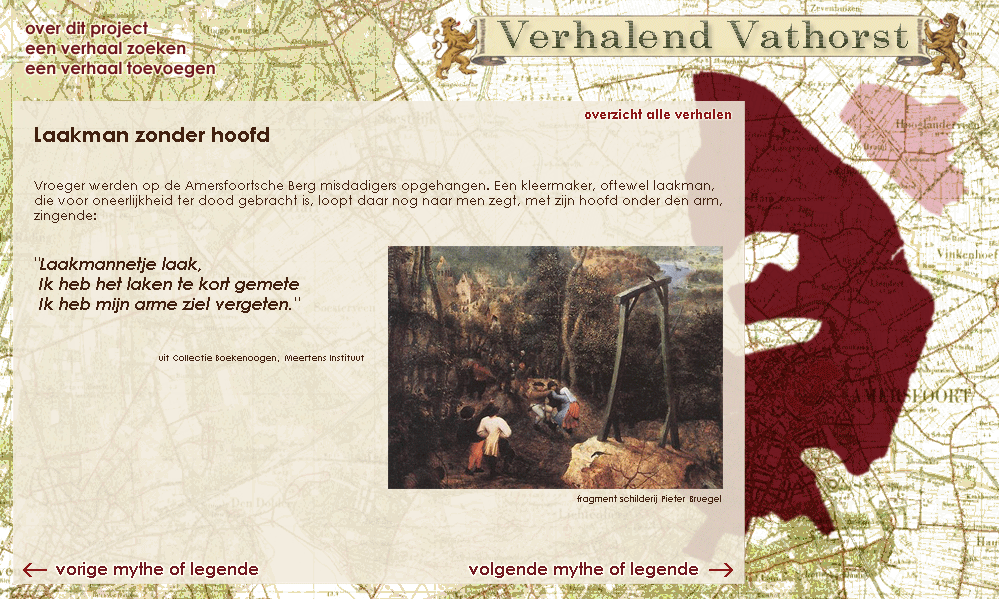 over dit project
een verhaal zoeken
een verhaal toevoegen
Verhalend Vathorst
overzicht alle verhalen
Laakman zonder hoofd
Vroeger werden op de Amersfoortsche Berg misdadigers opgehangen. Een kleermaker, oftewel laakman,
die voor oneerlijkheid ter dood gebracht is, loopt daar nog naar men zegt, met zijn hoofd onder den arm,
zingende:
"Laakmannetje laak,
Ik heb het laken te kort gemete
Ik heb mijn arme ziel vergeten."
uit Collectie Boekenoogen, Meertens Instituut
fragment schilderij Pieter Bruegel
← vorige mythe of legende
volgende mythe of legende →
Zevenhuizen
Hooglanderveen
Vinkenhoef
AMERSFOORT